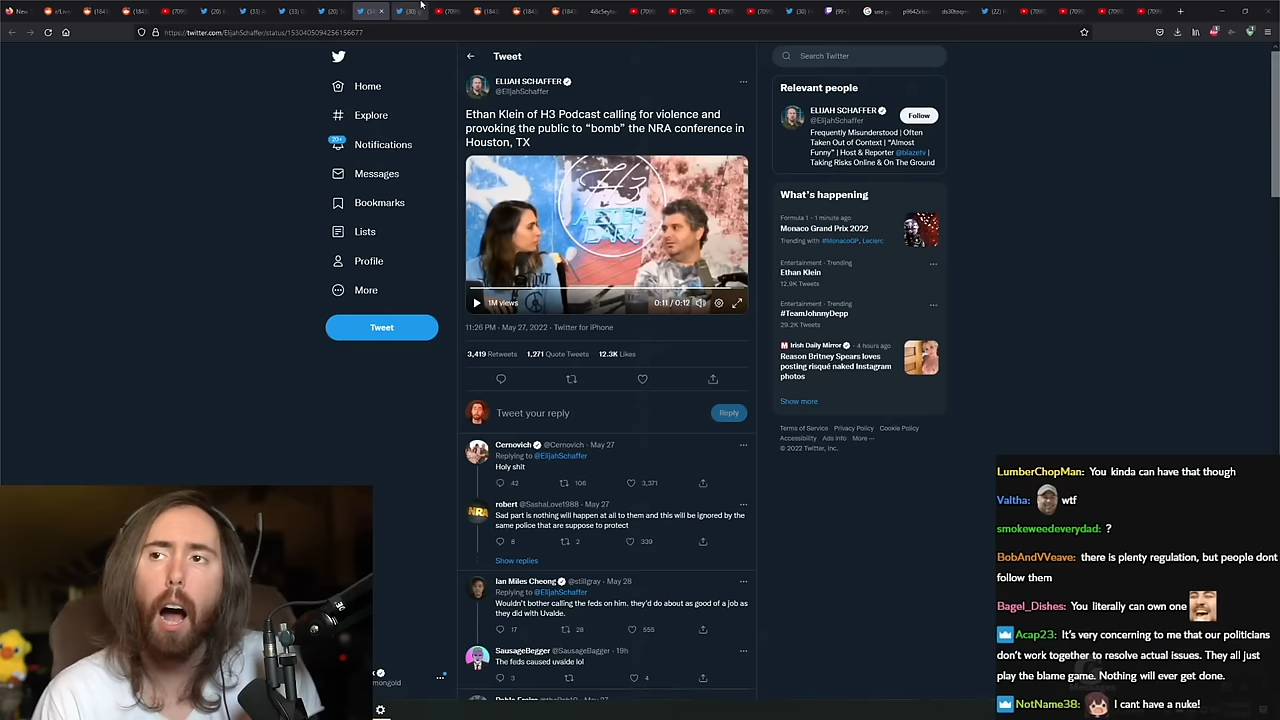 https://twitter.com/ElijahSchaffer/status/1530405094256156677
Home
Explore
20+
Notifications
Messages
Bookmarks
Lists
Profile
More
Tweet
Tweet
ELIJAH SCHAFFER
@ElijahSchaffer
Ethan Klein of H3 Podcast calling for violence and
provoking the public to “bomb” the NRA conference in
Houston, TX
H3
AFTER
DARK
1M views
0:11 / 0:12
11:26 PM · May 27, 2022 · Twitter for iPhone
3,419 Retweets 1,271 Quote Tweets 12.3K Likes
Tweet your reply
Reply
Cernovich @Cernovich · May 27
Replying to @ElijahSchaffer
Holy shit
42 106 3,371
robert @SashaLove1988 · May 27
Sad part is nothing will happen at all to them and this will be ignored by the
same police that are suppose to protect
8 2 339
Show replies
Ian Miles Cheong @stillgray · May 28
Replying to @ElijahSchaffer
Wouldn't bother calling the feds on him. they'd do about as good of a job as
they did with Uvalde.
17 28 555
SausageBegger @SausageBagger · 19h
The feds caused uvalde lol
3 4
Search Twitter
Relevant people
ELIJAH SCHAFFER
@ElijahSchaffer
Follow
Frequently Misunderstood | Often
Taken Out of Context | “Almost
Funny” | Host & Reporter @blazetv |
Taking Risks Online & On The Ground
What's happening
Formula 1 · 1 minute ago
Monaco Grand Prix 2022
Trending with #MonacoGP, Leclerc
Entertainment · Trending
Ethan Klein
12.9K Tweets
Entertainment · Trending
#TeamJohnnyDepp
29.2K Tweets
Irish Daily Mirror · 4 hours ago
Reason Britney Spears loves
posting risqué naked Instagram
photos
Show more
Terms of Service Privacy Policy Cookie Policy
Accessibility Ads info More ···
© 2022 Twitter, Inc.
LumberChopMan: You kinda can have that though
Valtha: wtf
smokeweedeverydad: ?
BobAndVVeave: there is plenty regulation, but people dont
follow them
Bagel_Dishes: You literally can own one
Acap23: It's very concerning to me that our politicians
don't work together to resolve actual issues. They all just
play the blame game. Nothing will ever get done.
NotName38: I cant have a nuke!